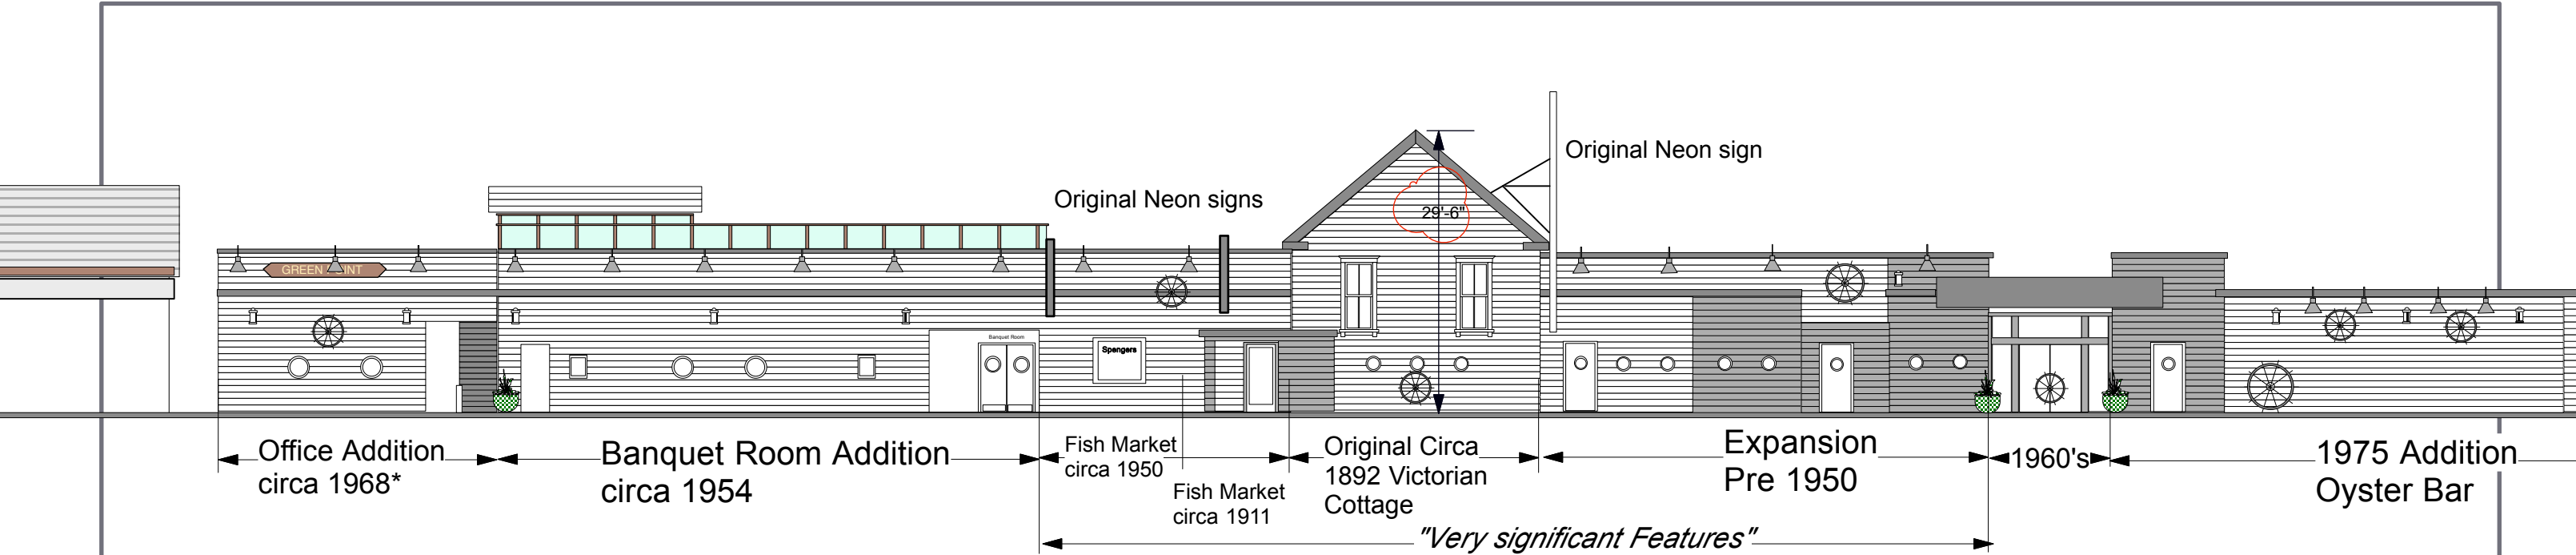 Original Neon sign
Original Neon signs
29'-6"
GREEN
Banquet Room
Spengers
Office Addition
circa 1968*
Banquet Room Addition
circa 1954
Fish Market
circa 1950
Fish Market
circa 1911
Original Circa
1892 Victorian
Cottage
Expansion
Pre 1950
1960's
1975 Addition
Oyster Bar
"Very significant Features"